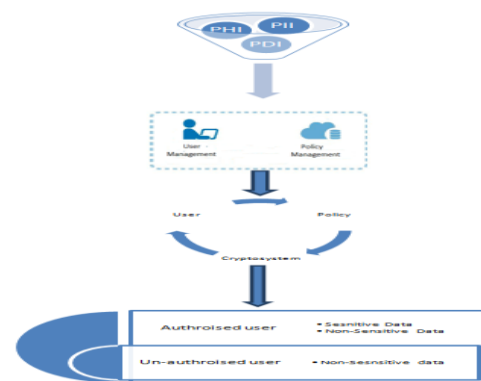 PHI
PII
PDI
User -
Management
Policy
Management
User
Policy
Cryptosystem
Authroised user
• Sesnitive Data
• Non-Sensitive Data
Un-authroised user
• Non-Sesnsitive data